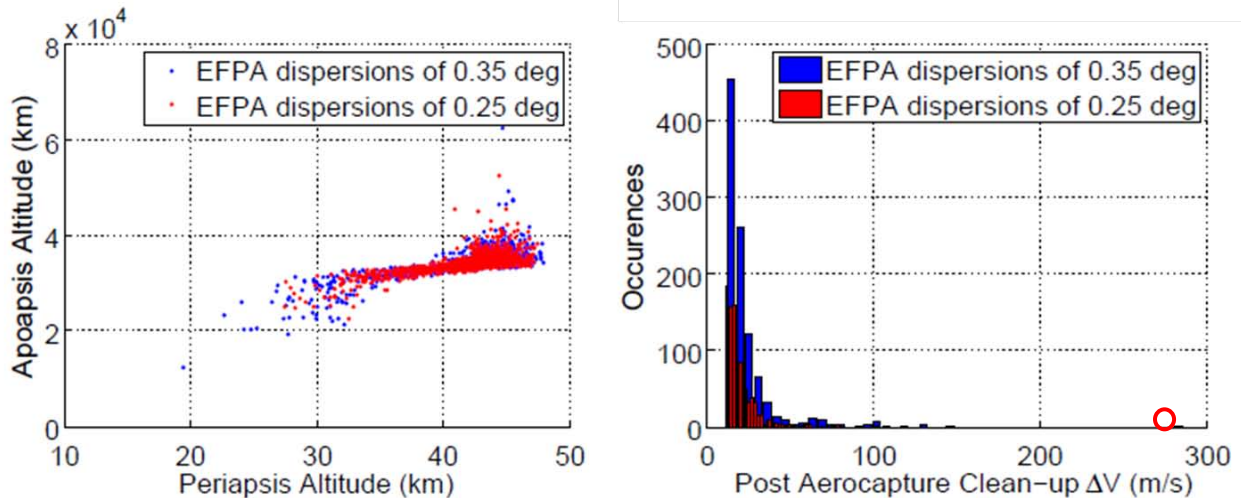 x 10⁴
8
6
4
2
0
10 20 30 40 50
Apoapsis Altitude (km)
Periapsis Altitude (km)
EFPA dispersions of 0.35 deg
EFPA dispersions of 0.25 deg
500
400
300
200
100
0
0 100 200 300
Occurences
Post Aerocapture Clean-up ΔV (m/s)
EFPA dispersions of 0.35 deg
EFPA dispersions of 0.25 deg